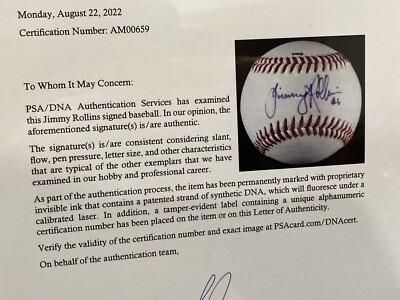 Monday, August 22, 2022
Certification Number: AM00659
To Whom It May Concern:
PSA/DNA Authentication Services has examined
this Jimmy Rollins signed baseball. In our opinion, the
aforementioned signature(s) is/are authentic.
The signature(s) is/are consistent considering slant,
flow, pen pressure, letter size, and other characteristics
that are typical of the other exemplars that we have
examined in our hobby and professional career.
Jimmy Rollins
#6
As part of the authentication process, the item has been permanently marked with proprietary
invisible ink that contains a patented strand of synthetic DNA, which will fluoresce under a
calibrated laser. In addition, a tamper-evident label containing a unique alphanumeric
certification number has been placed on the item or on this Letter of Authenticity.
Verify the validity of the certification number and exact image at PSAcard.com/DNAcert.
On behalf of the authentication team,